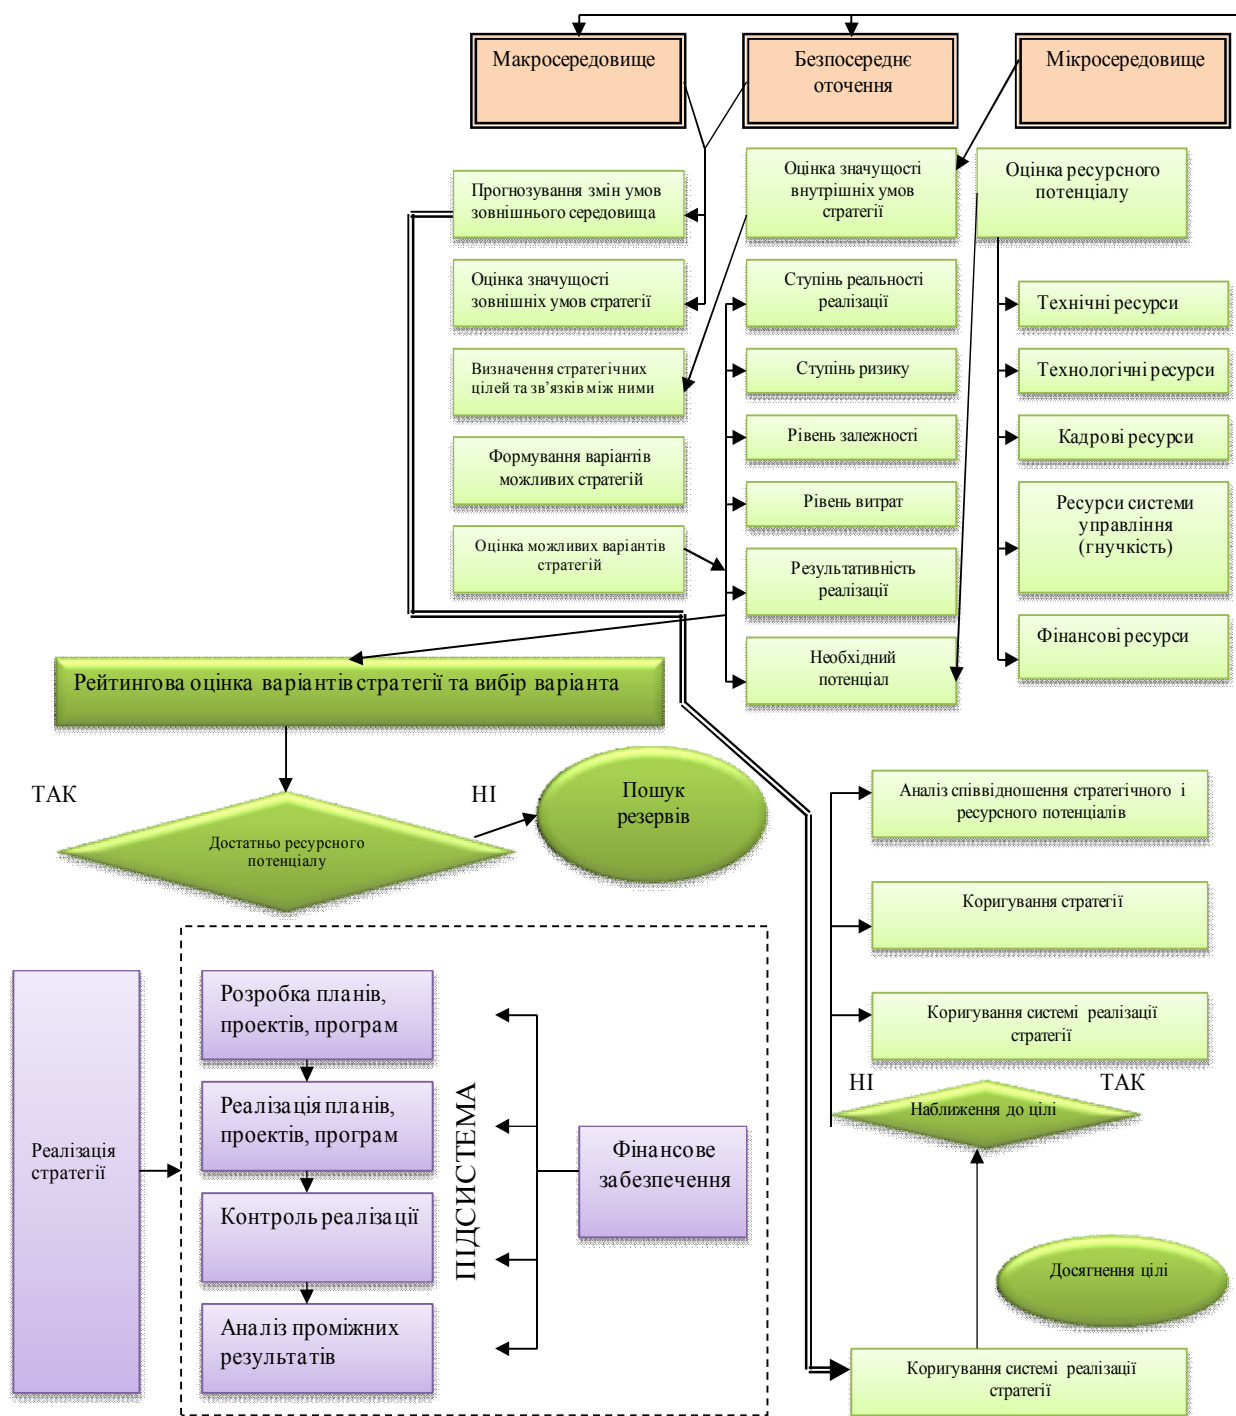 Макросередовище
Безпосереднє
оточення
Мікросередовище
Прогнозування змін умов
зовнішнього середовища
Оцінка значущості
внутрішніх умов
стратегії
Оцінка ресурсного
потенціалу
Оцінка значущості
зовнішніх умов стратегії
Ступінь реальності
реалізації
Технічні ресурси
Визначення стратегічних
цілей та зв’язків між ними
Ступінь ризику
Технологічні ресурси
Формування варіантів
можливих стратегій
Рівень залежності
Кадрові ресурси
Рівень витрат
Ресурси системи
управління
(гнучкість)
Оцінка можливих варіантів
стратегій
Результативність
реалізації
Фінансові ресурси
Необхідний
потенціал
Рейтингова оцінка варіантів стратегії та вибір варіанта
ТАК
НІ
Достатньо ресурсного
потенціалу
Пошук
резервів
Аналіз співвідношення стратегічного і
ресурсного потенціалів
Коригування стратегії
Коригування системі реалізації
стратегії
НІ
ТАК
Наближення до цілі
Реалізація
стратегії
Розробка планів,
проектів, програм
Реалізація планів,
проектів, програм
Контроль реалізації
Аналіз проміжних
результатів
ПІДСИСТЕМА
Фінансове
забезпечення
Досягнення цілі
Коригування системі реалізації
стратегії